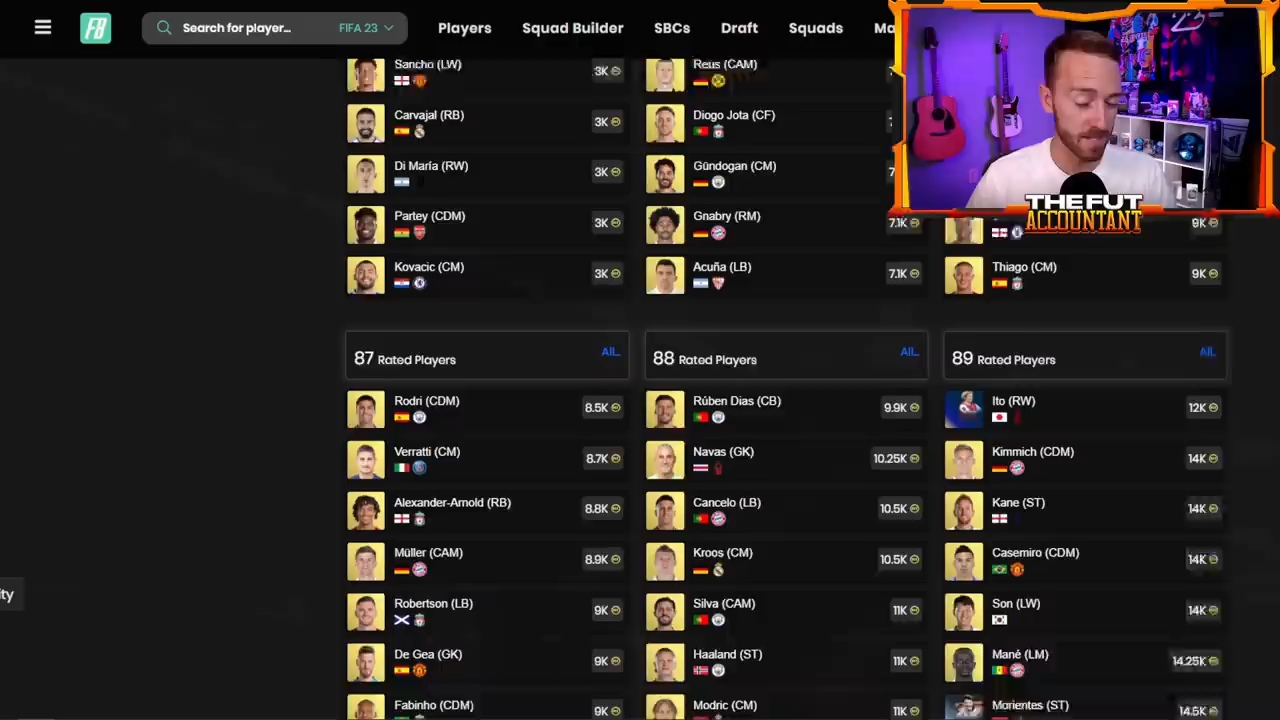 FB
Search for player...
FIFA 23
Players
Squad Builder
SBCs
Draft
Squads
Ma
THE FUT
ACCOUNTANT
Sancho (LW)
3K
Carvajal (RB)
3K
Di María (RW)
3K
Partey (CDM)
3K
Kovacic (CM)
3K
Reus (CAM)
Diogo Jota (CF)
Gündogan (CM)
Gnabry (RM)
7.1K
Acuña (LB)
7.1K
9K
Thiago (CM)
9K
87 Rated Players
All..
Rodri (CDM)
8.5K
Verratti (CM)
8.7K
Alexander-Arnold (RB)
8.8K
Müller (CAM)
8.9K
Robertson (LB)
9K
De Gea (GK)
9K
Fabinho (CDM)
9K
88 Rated Players
All..
Rúben Dias (CB)
9.9K
Navas (GK)
10.25K
Cancelo (LB)
10.5K
Kroos (CM)
10.5K
Silva (CAM)
11K
Haaland (ST)
11K
Modric (CM)
11K
89 Rated Players
All.
Ito (RW)
12K
Kimmich (CDM)
14K
Kane (ST)
14K
Casemiro (CDM)
14K
Son (LW)
14K
Mané (LM)
14.25K
Morientes (ST)
14.5K
ity